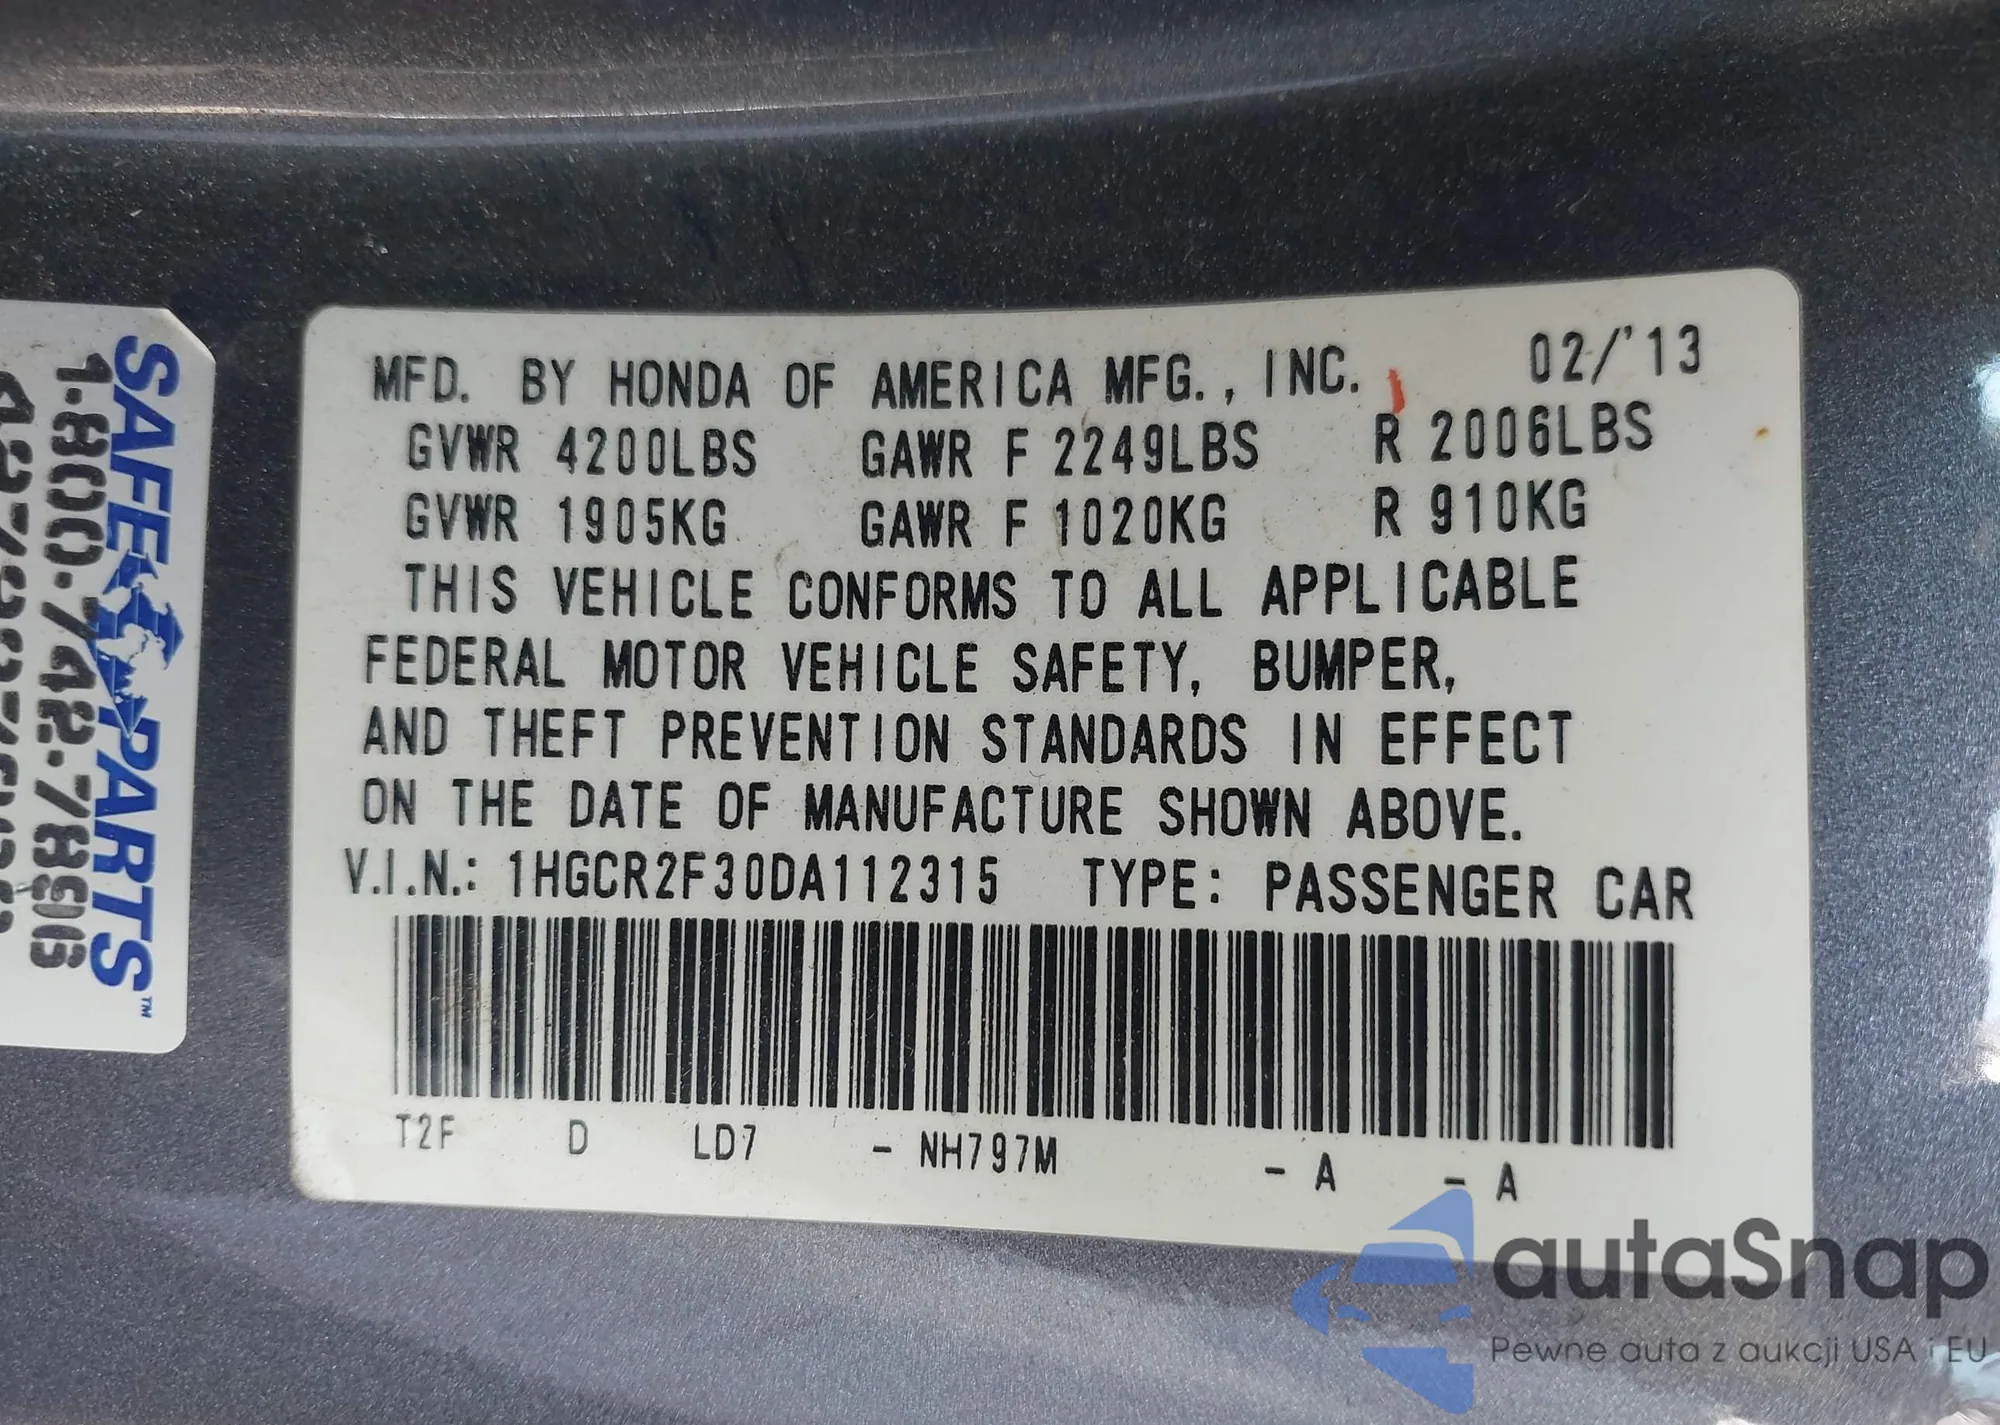 MFD. BY HONDA OF AMERICA MFG., INC. 02/'13
GVWR 4200LBS GAWR F 2249LBS R 2006LBS
GVWR 1905KG GAWR F 1020KG R 910KG
THIS VEHICLE CONFORMS TO ALL APPLICABLE
FEDERAL MOTOR VEHICLE SAFETY, BUMPER,
AND THEFT PREVENTION STANDARDS IN EFFECT
ON THE DATE OF MANUFACTURE SHOWN ABOVE.
V.I.N.: 1HGCR2F30DA112315 TYPE: PASSENGER CAR
T2F D LD7 - NH797M - A - A
SAFE PARTS™
1.800.742.7896
autaSnap
Pewne auta z aukcji USA i EU